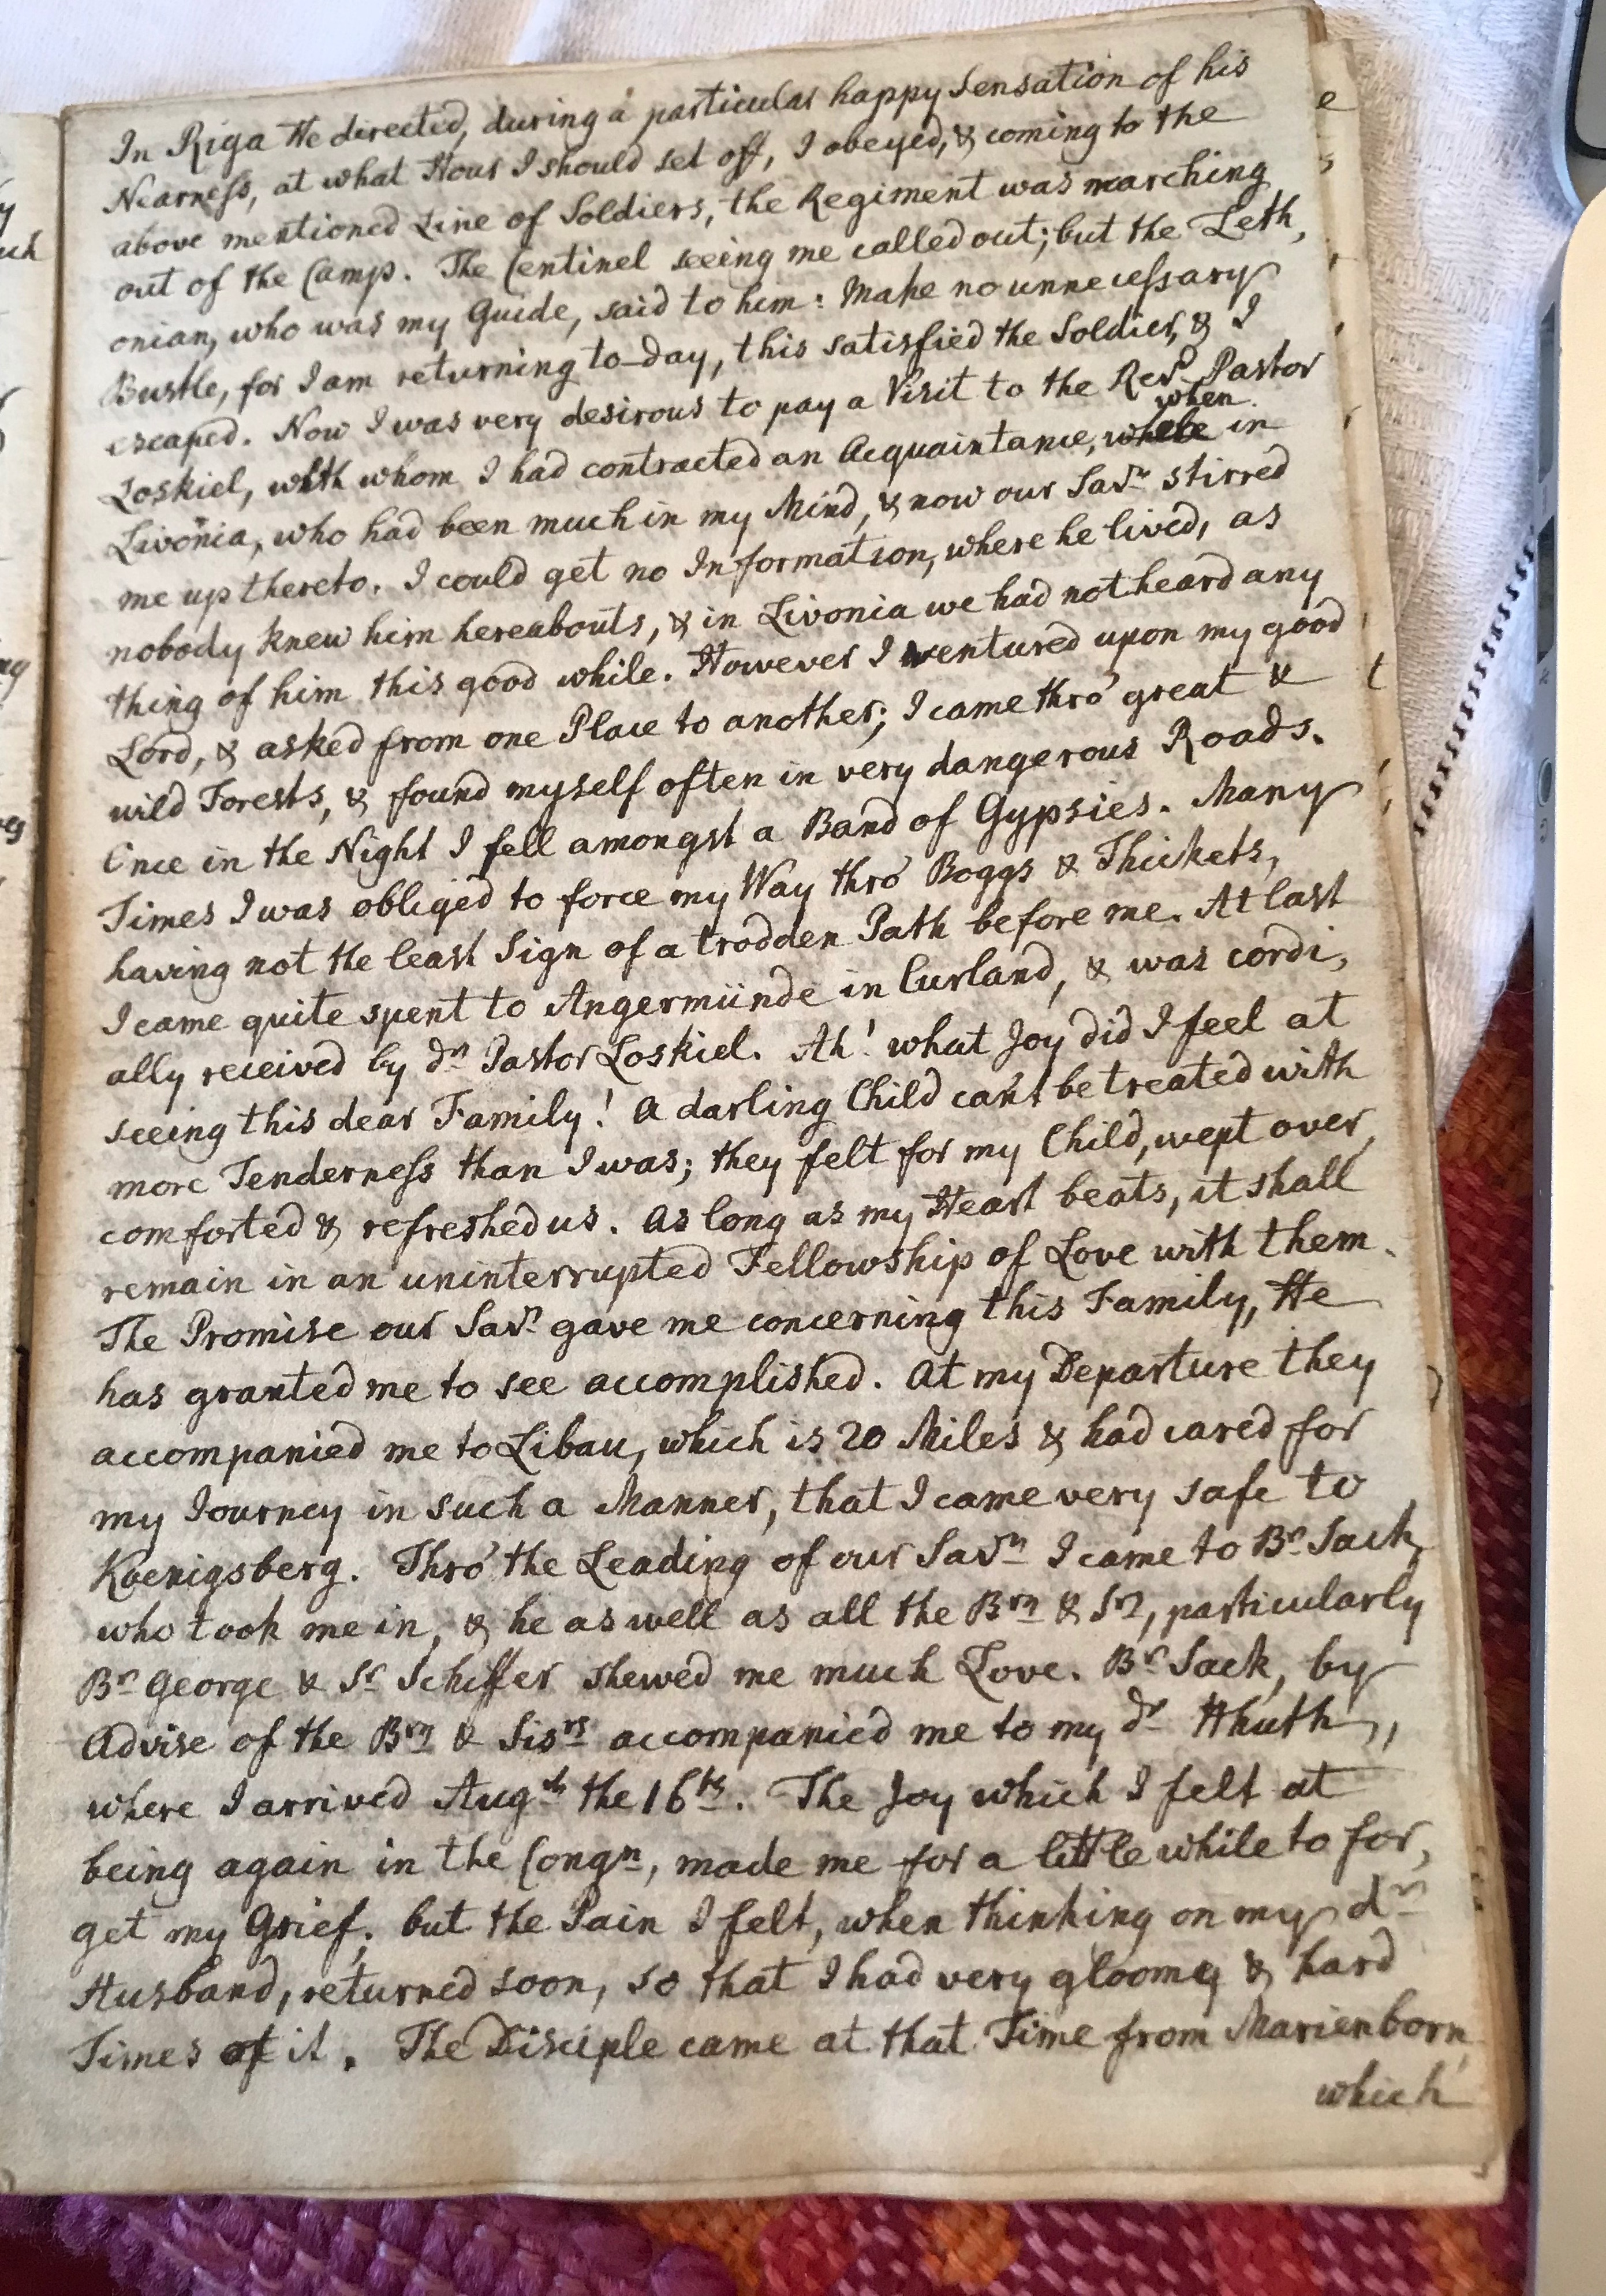 In Riga He directed, during a particular happy Sensation of his
Nearness, at what Hour I should set off, I obeyed, & coming to the
above mentioned Line of Soldiers, the Regiment was marching
out of the Camp. The Centinel seeing me called out; but the Leth,
onian, who was my Guide, said to him: Make no unnecessary
Bustle, for I am returning to-day, this satisfied the Soldier, & I
escaped. Now I was very desirous to pay a Visit to the Revd Pastor
Loskiel, with whom I had contracted an Acquaintance, when in
Livonia, who had been much in my Mind, & now our Savr stirred
me up thereto. I could get no Information, where he lived, as
nobody knew him hereabouts, & in Livonia we had not heard any
thing of him this good while. However I ventured upon my good
Lord, & asked from one Place to another; I came thro' great &
wild Forests, & found myself often in very dangerous Roads.
Once in the Night I fell amongst a Band of Gypsies. Many
Times I was obliged to force my Way thro' Boggs & Thickets,
having not the least Sign of a trodden Path before me. At last
I came quite spent to Angermünde in Curland, & was cordi,
ally received by dr Pastor Loskiel. Ah! what Joy did I feel at
seeing this dear Family! A darling Child can't be treated with
more Tenderness than I was; they felt for my Child, wept over,
comforted & refreshed us. As long as my Heart beats, it shall
remain in an uninterrupted Fellowship of Love with them.
The Promise our Savr gave me concerning this Family, He
has granted me to see accomplished. At my Departure they
accompanied me to Libau, which is 20 Miles & had cared for
my Journey in such a Manner, that I came very safe to
Koenigsberg. Thro' the Leading of our Savr I came to Br Sack,
who took me in, & he as well as all the Brn & Srs, particularly
Br George & Sr Scheffer shewed me much Love. Br Sack, by
Advise of the Brn & Sisrs accompanied me to my dr Hhuth,
where I arrived Augst the 16th. The Joy which I felt at
being again in the Congn, made me for a little while to for,
get my Grief; but the Pain I felt, when thinking on my dr
Husband, returned soon, so that I had very gloomy & hard
Times of it. The Disciple came at that Time from Marienborn,
which